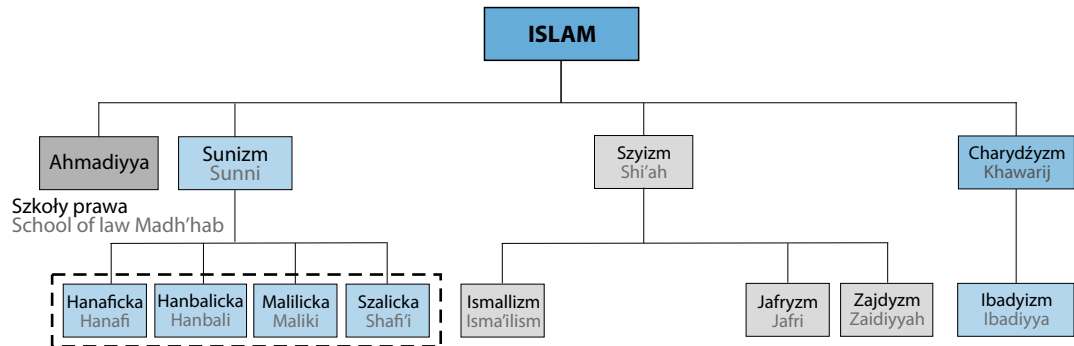 ISLAM
Ahmadiyya
Sunizm
Sunni
Szyizm
Shi'ah
Charydźyzm
Khawarij
Szkoły prawa
School of law Madh'hab
Hanaficka
Hanafi
Hanbalicka
Hanbali
Malilicka
Maliki
Szalicka
Shafi'i
Ismallizm
Isma'ilism
Jafryzm
Jafri
Zajdyzm
Zaidiyyah
Ibadyizm
Ibadiyya